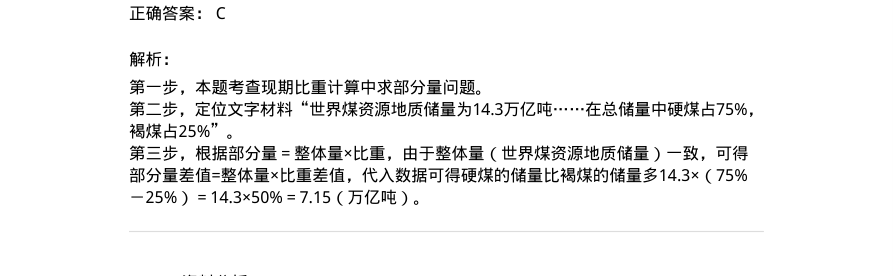 正确答案： C
解析：
第一步，本题考查现期比重计算中求部分量问题。
第二步，定位文字材料“世界煤资源地质储量为14.3万亿吨……在总储量中硬煤占75%，
褐煤占25%”。
第三步，根据部分量＝整体量×比重，由于整体量（世界煤资源地质储量）一致，可得
部分量差值=整体量×比重差值，代入数据可得硬煤的储量比褐煤的储量多14.3×（75%
－25%）＝14.3×50%＝7.15（万亿吨）。